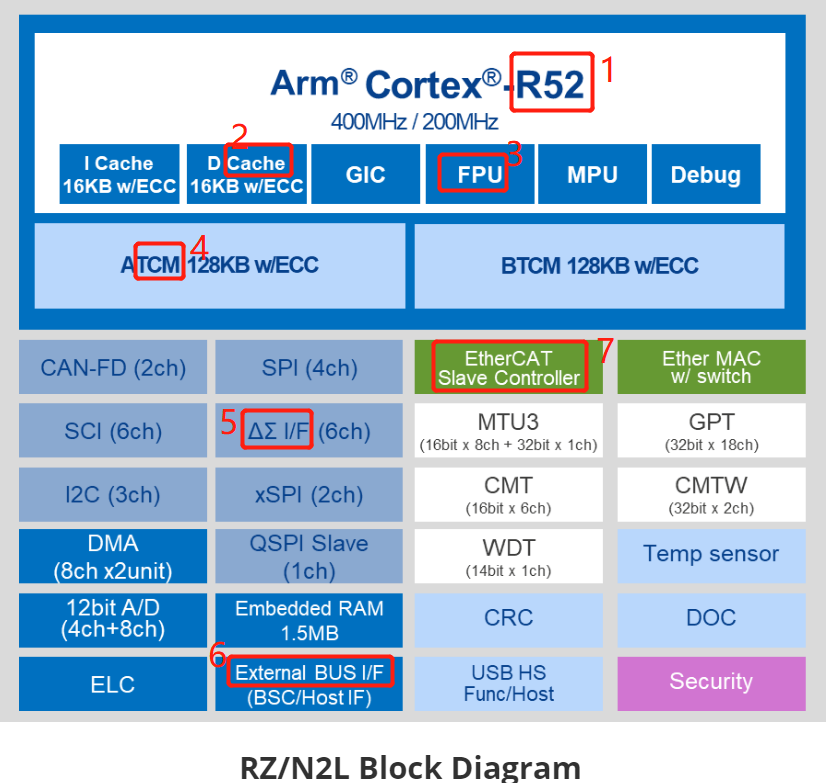 Arm® Cortex®-R52 1
400MHz / 200MHz
2
3
I Cache
16KB w/ECC
D Cache
16KB w/ECC
GIC
FPU
MPU
Debug
4
ATCM 128KB w/ECC
BTCM 128KB w/ECC
CAN-FD (2ch)
SPI (4ch)
EtherCAT
Slave Controller
7
Ether MAC
w/ switch
SCI (6ch)
5
ΔΣ I/F (6ch)
MTU3
(16bit x 8ch + 32bit x 1ch)
GPT
(32bit x 18ch)
I2C (3ch)
xSPI (2ch)
CMT
(16bit x 6ch)
CMTW
(32bit x 2ch)
DMA
(8ch x2unit)
QSPI Slave
(1ch)
WDT
(14bit x 1ch)
Temp sensor
12bit A/D
(4ch+8ch)
Embedded RAM
1.5MB
CRC
DOC
ELC
6
External BUS I/F
(BSC/Host IF)
USB HS
Func/Host
Security
RZ/N2L Block Diagram